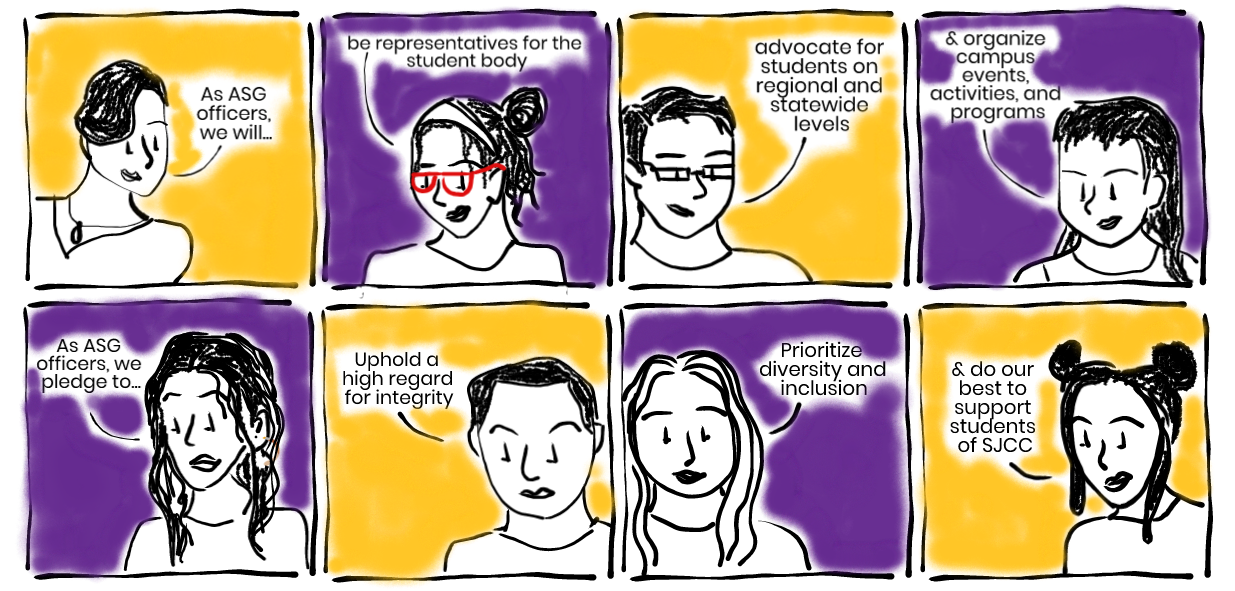 As ASG
officers,
we will...
be representatives for the
student body
advocate for
students on
regional and
statewide
levels
& organize
campus
events,
activities, and
programs
As ASG
officers, we
pledge to...
Uphold a
high regard
for integrity
Prioritize
diversity and
inclusion
& do our
best to
support
students
of SJCC